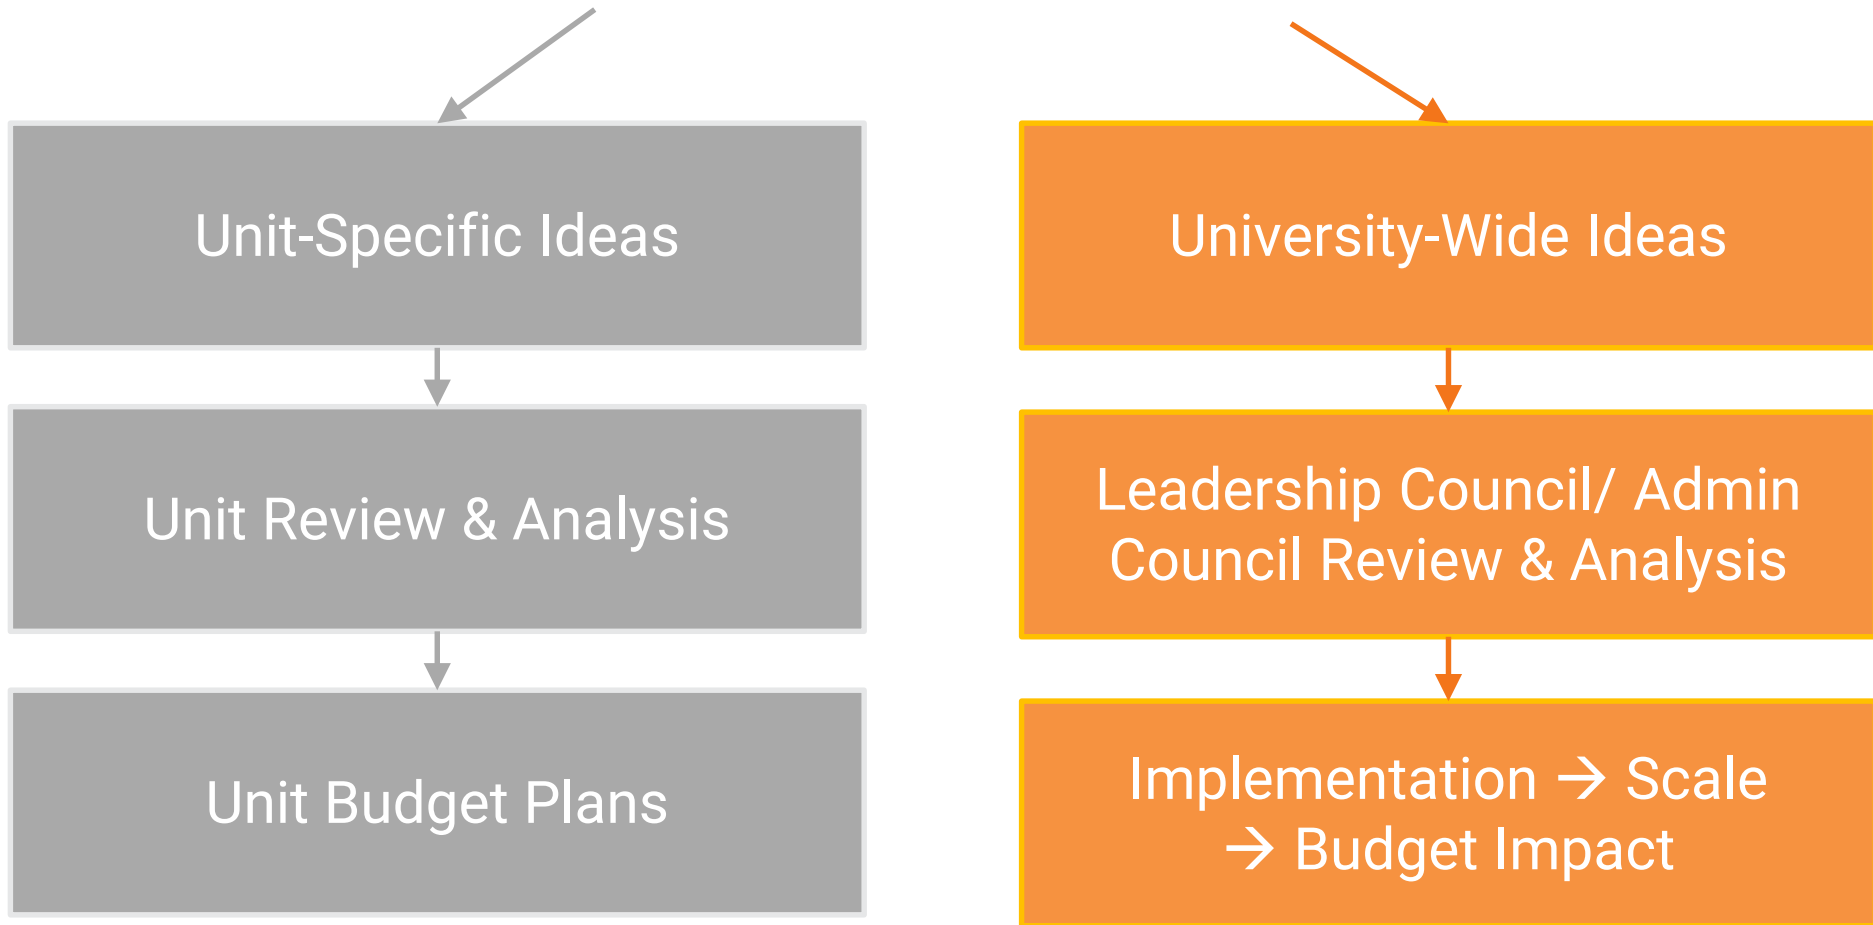 Unit-Specific Ideas
Unit Review & Analysis
Unit Budget Plans
University-Wide Ideas
Leadership Council/ Admin
Council Review & Analysis
Implementation → Scale
→ Budget Impact